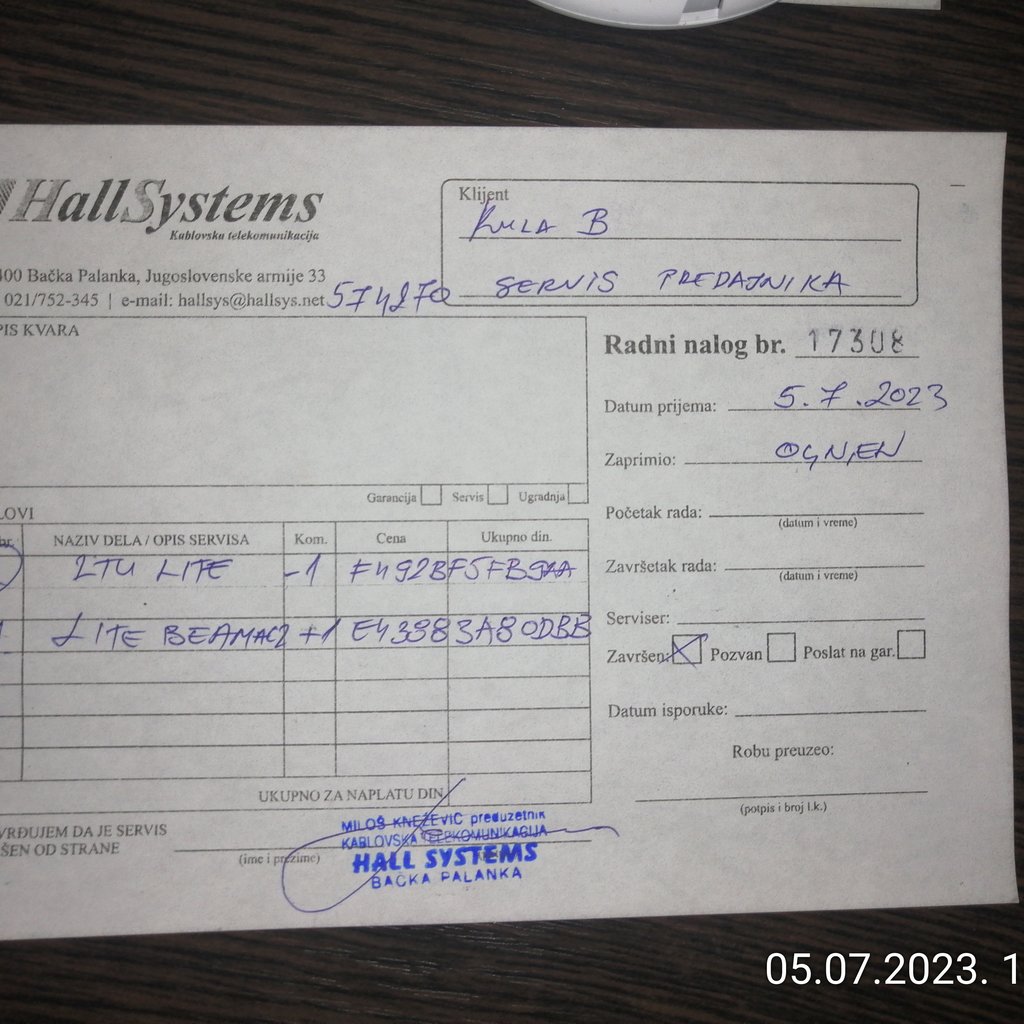 HallSystems
Kablovska telekomunikacija
400 Bačka Palanka, Jugoslovenske armije 33
021/752-345 | e-mail: hallsys@hallsys.net 574270
Klijent
KULA B
SERVIS PREDAJNIKA
PIS KVARA
Radni nalog br. 17308
Datum prijema: 5.7.2023
Zaprimio: OGNJEN
Početak rada:
(datum i vreme)
Završetak rada:
(datum i vreme)
Serviser:
Završen Pozvan Poslat na gar.
Datum isporuke:
Robu preuzeo:
(potpis i broj l.k.)
Garancija Servis Ugradnja
LOVI
br. NAZIV DELA / OPIS SERVISA Kom. Cena Ukupno din.
LTU LITE -1 F492BF5FB9AA
LITE BEAMAC2 +1 E43983A80DBB
UKUPNO ZA NAPLATU DIN
VRĐUJEM DA JE SERVIS
ŠEN OD STRANE
(ime i prezime)
MILOŠ KNEŽEVIĆ preduzetnik
KABLOVSKA TELEKOMUNIKACIJA
HALL SYSTEMS
BAČKA PALANKA
05.07.2023. 1